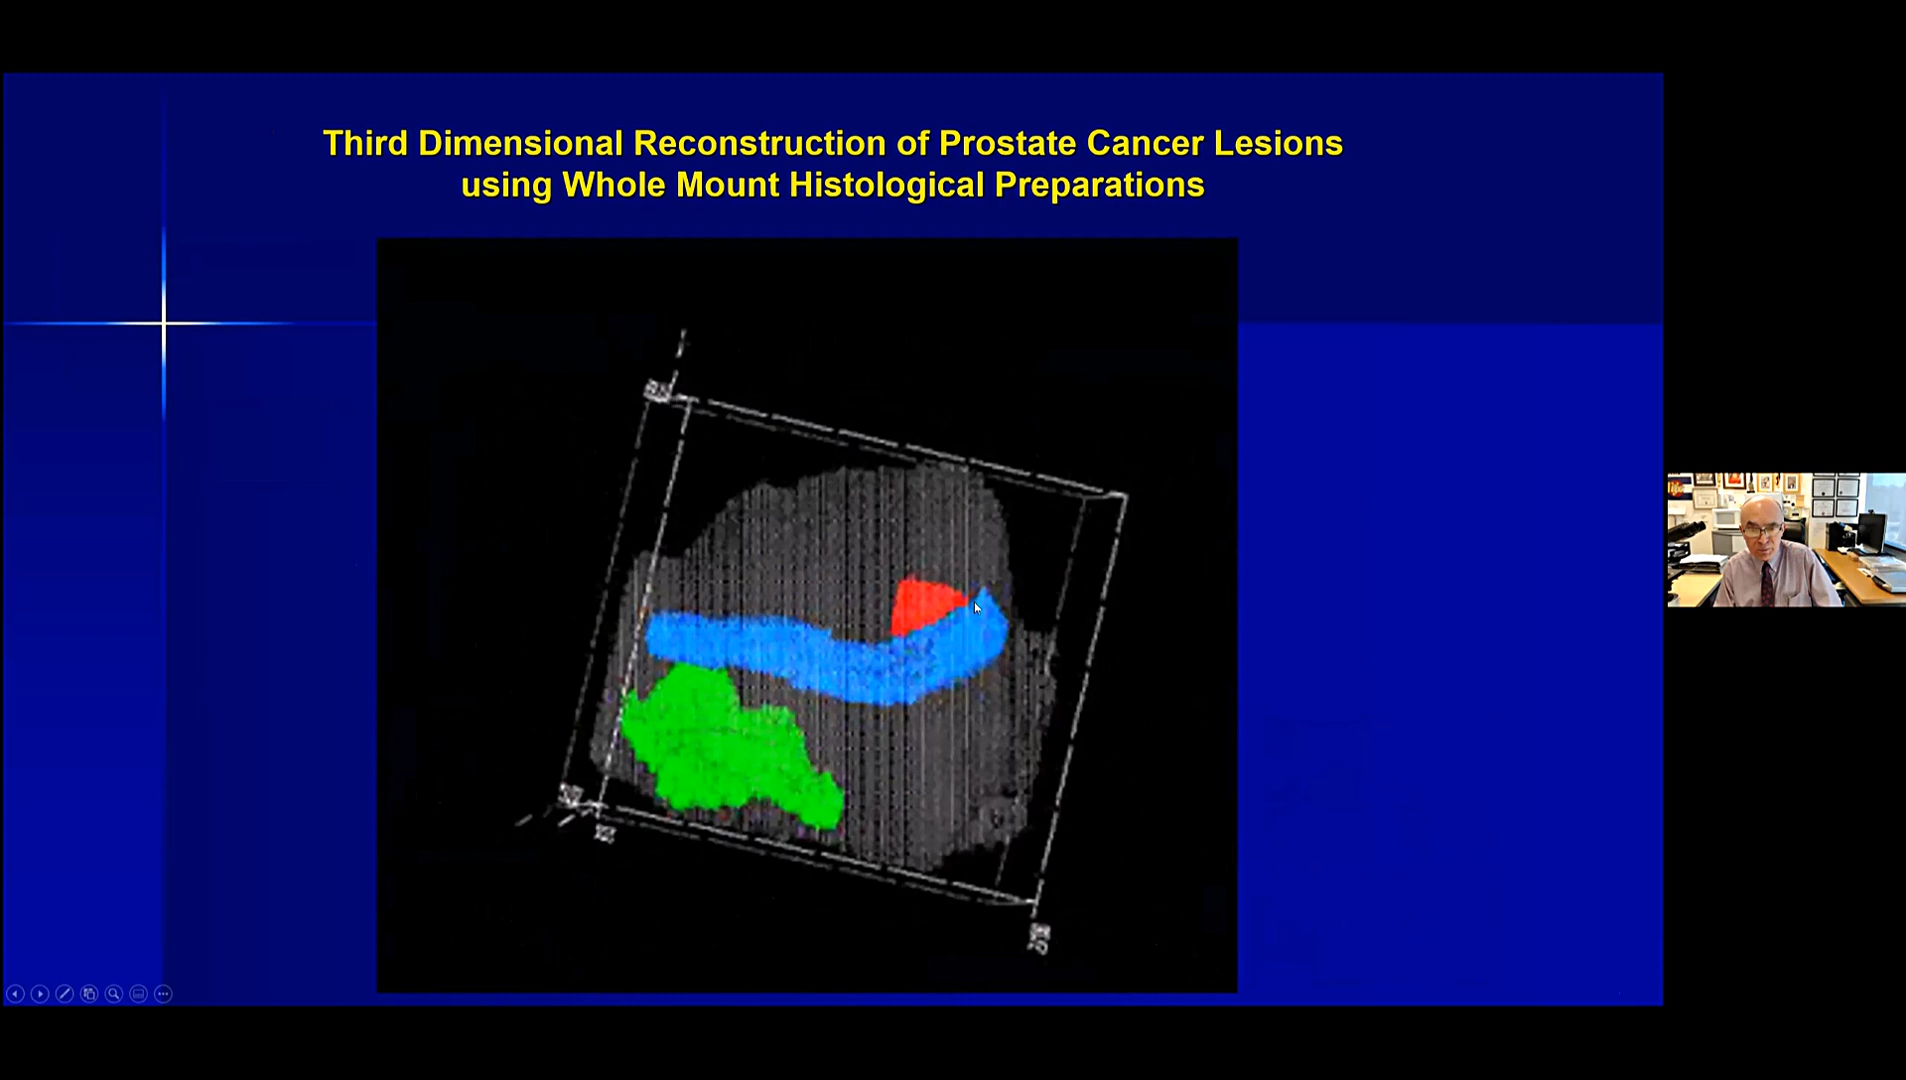 Third Dimensional Reconstruction of Prostate Cancer Lesions
using Whole Mount Histological Preparations